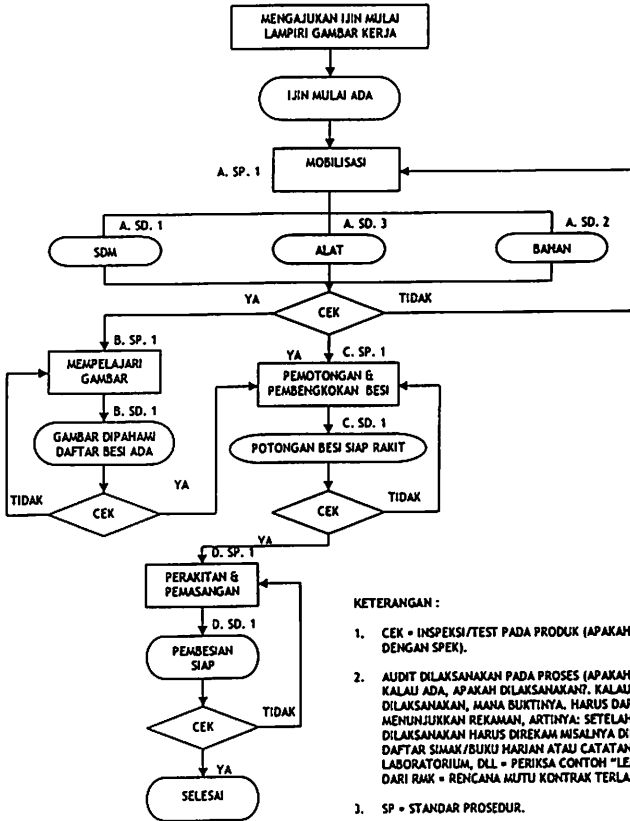 MENGAJUKAN IJIN MULAI
LAMPIRI GAMBAR KERJA
IJIN MULAI ADA
A. SP. 1
MOBILISASI
A. SD. 1
A. SD. 3
A. SD. 2
SDM
ALAT
BAHAN
YA
CEK
TIDAK
B. SP. 1
YA
C. SP. 1
MEMPELAJARI
GAMBAR
PEMOTONGAN &
PEMBENGKOKAN BESI
B. SD. 1
C. SD. 1
GAMBAR DIPAHAMI
DAFTAR BESI ADA
POTONGAN BESI SIAP RAKIT
TIDAK
CEK
YA
CEK
TIDAK
YA
D. SP. 1
PERAKITAN &
PEMASANGAN
D. SD. 1
PEMBESIAN
SIAP
CEK
TIDAK
YA
SELESAI
KETERANGAN :
1. CEK = INSPEKSI/TEST PADA PRODUK (APAKAH
DENGAN SPEK).
2. AUDIT DILAKSANAKAN PADA PROSES (APAKAH
KALAU ADA, APAKAH DILAKSANAKAN?. KALAU
DILAKSANAKAN, MANA BUKTINYA. HARUS DAP
MENUNJUKKAN REKAMAN, ARTINYA: SETELAH
DILAKSANAKAN HARUS DIREKAM MISALNYA DI
DAFTAR SIMAK/BUKU HARIAN ATAU CATATAN
LABORATORIUM, DLL = PERIKSA CONTOH "LE
DARI RMK = RENCANA MUTU KONTRAK TERLA
3. SP = STANDAR PROSEDUR.